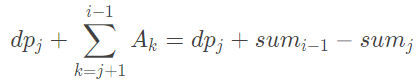 $dp_j + \sum_{k=j+1}^{i-1} A_k = dp_j + sum_{i-1} - sum_j$